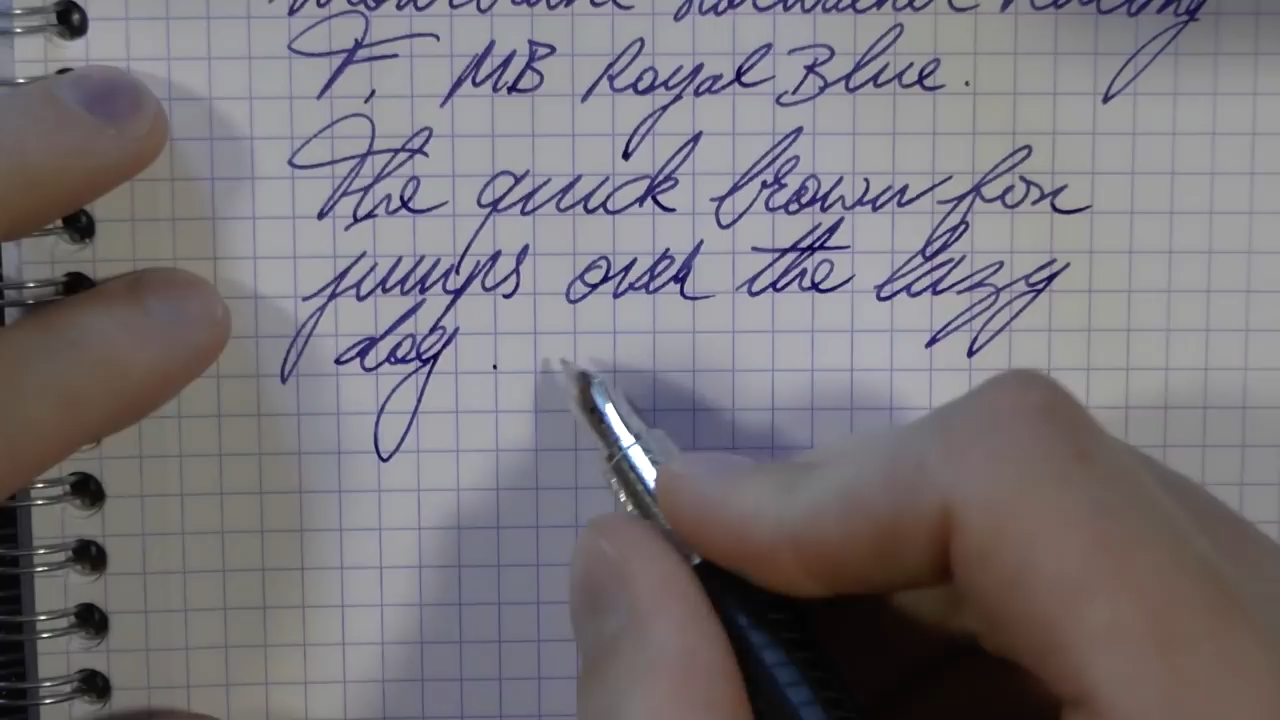 F, MB Royal Blue.
The quick brown fox
jumps over the lazy
dog.